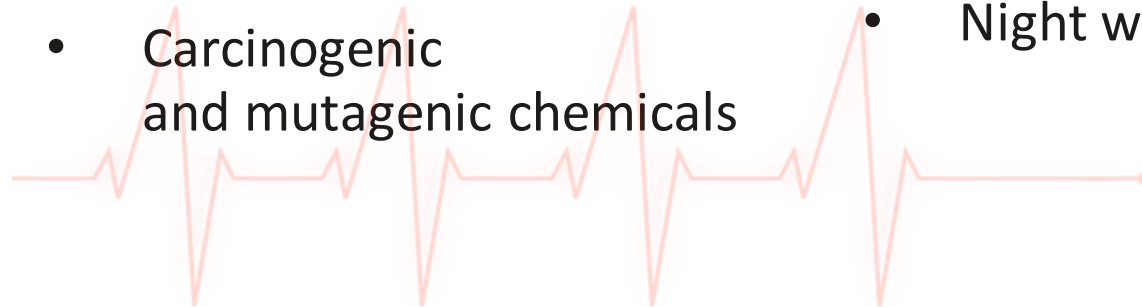 • Carcinogenic
and mutagenic chemicals
• Night w